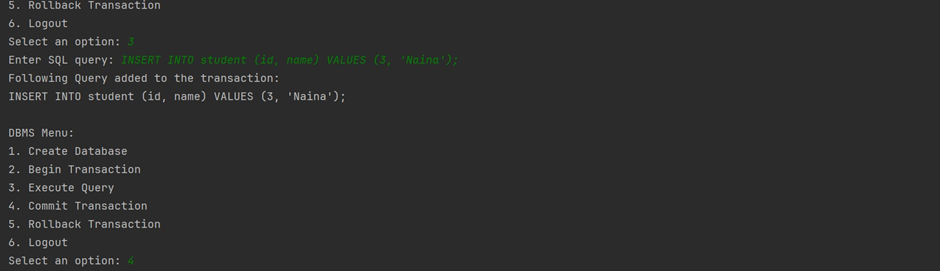 5. Rollback Transaction
6. Logout
Select an option: 3
Enter SQL query: INSERT INTO student (id, name) VALUES (3, 'Naina');
Following Query added to the transaction:
INSERT INTO student (id, name) VALUES (3, 'Naina');
DBMS Menu:
1. Create Database
2. Begin Transaction
3. Execute Query
4. Commit Transaction
5. Rollback Transaction
6. Logout
Select an option: 4